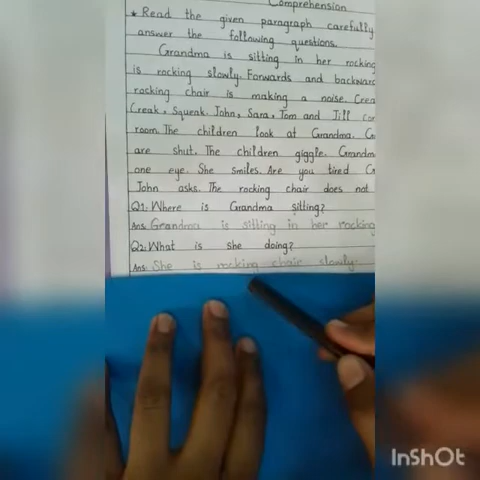 Comprehension
* Read the given paragraph carefully
answer the following questions.
Grandma is sitting in her rocking
is rocking slowly. Forwards and backward
rocking chair is making a noise. Crea
Creak, Squeak. John, Sara, Tom and Jill co
room. The children look at Grandma. G
are shut. The children giggle. Grandm
one eye. She smiles. Are you tired G
John asks. The rocking chair does not
Q1: Where is Grandma sitting?
Ans: Grandma is sitting in her rocking
Q2: What is she doing?
Ans: She is rocking chair slowly.
InShOt